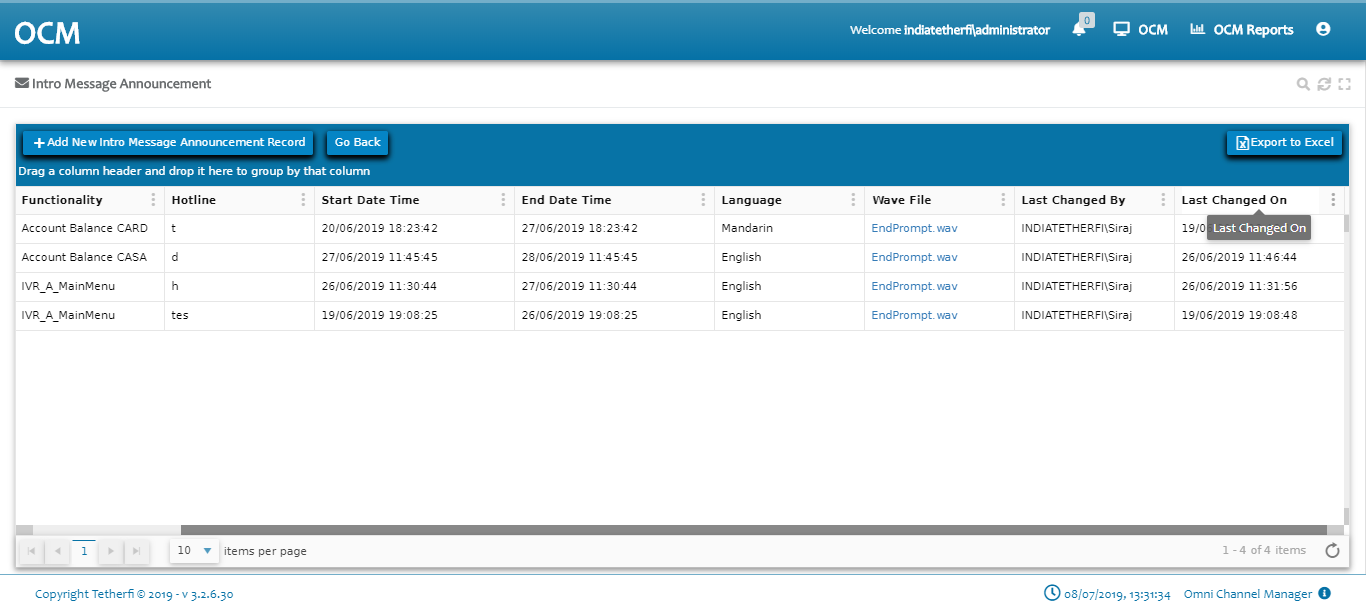 OCM
Welcome indiatetherfi\administrator 0 OCM OCM Reports
Intro Message Announcement
Add New Intro Message Announcement Record Go Back Export to Excel
Drag a column header and drop it here to group by that column
Functionality Hotline Start Date Time End Date Time Language Wave File Last Changed By Last Changed On
Account Balance CARD t 20/06/2019 18:23:42 27/06/2019 18:23:42 Mandarin EndPrompt.wav INDIATETHERFI\Siraj
Last Changed On
Account Balance CASA d 27/06/2019 11:45:45 28/06/2019 11:45:45 English EndPrompt.wav INDIATETHERFI\Siraj 26/06/2019 11:46:44
IVR_A_MainMenu h 26/06/2019 11:30:44 27/06/2019 11:30:44 English EndPrompt.wav INDIATETHERFI\Siraj 26/06/2019 11:31:56
IVR_A_MainMenu tes 19/06/2019 19:08:25 26/06/2019 19:08:25 English EndPrompt.wav INDIATETHERFI\Siraj 19/06/2019 19:08:48
1 10 items per page 1 - 4 of 4 items
Copyright Tetherfi © 2019 - v 3.2.6.30 08/07/2019, 13:31:34 Omni Channel Manager